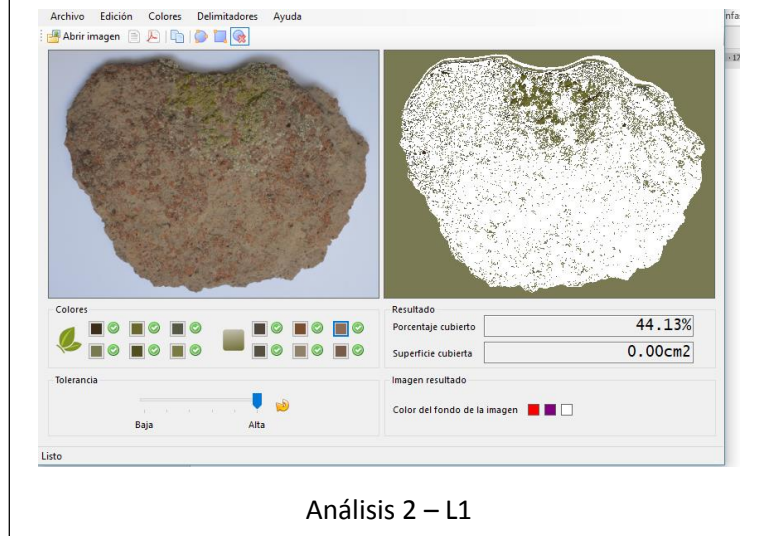 Archivo Edición Colores Delimitadores Ayuda
Abrir imagen
Colores
Resultado
Porcentaje cubierto 44.13%
Superficie cubierta 0.00cm2
Tolerancia
Baja Alta
Imagen resultado
Color del fondo de la imagen
Listo
Análisis 2 – L1